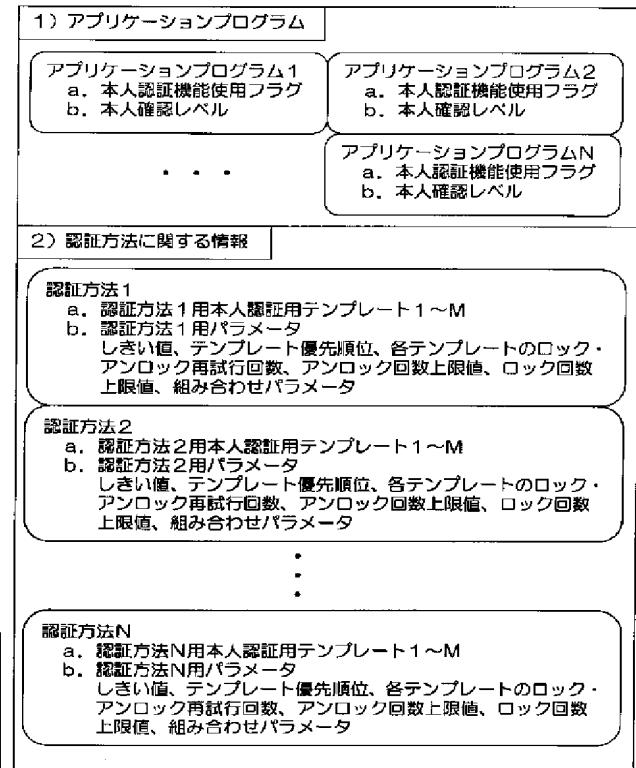 1）アプリケーションプログラム
アプリケーションプログラム1
a．本人認証機能使用フラグ
b．本人確認レベル
アプリケーションプログラム2
a．本人認証機能使用フラグ
b．本人確認レベル
・・・
アプリケーションプログラムN
a．本人認証機能使用フラグ
b．本人確認レベル
2）認証方法に関する情報
認証方法1
a．認証方法1用本人認証用テンプレート1～M
b．認証方法1用パラメータ
しきい値、テンプレート優先順位、各テンプレートのロック・
アンロック再試行回数、アンロック回数上限値、ロック回数
上限値、組み合わせパラメータ
認証方法2
a．認証方法2用本人認証用テンプレート1～M
b．認証方法2用パラメータ
しきい値、テンプレート優先順位、各テンプレートのロック・
アンロック再試行回数、アンロック回数上限値、ロック回数
上限値、組み合わせパラメータ
・
・
・
認証方法N
a．認証方法N用本人認証用テンプレート1～M
b．認証方法N用パラメータ
しきい値、テンプレート優先順位、各テンプレートのロック・
アンロック再試行回数、アンロック回数上限値、ロック回数
上限値、組み合わせパラメータ